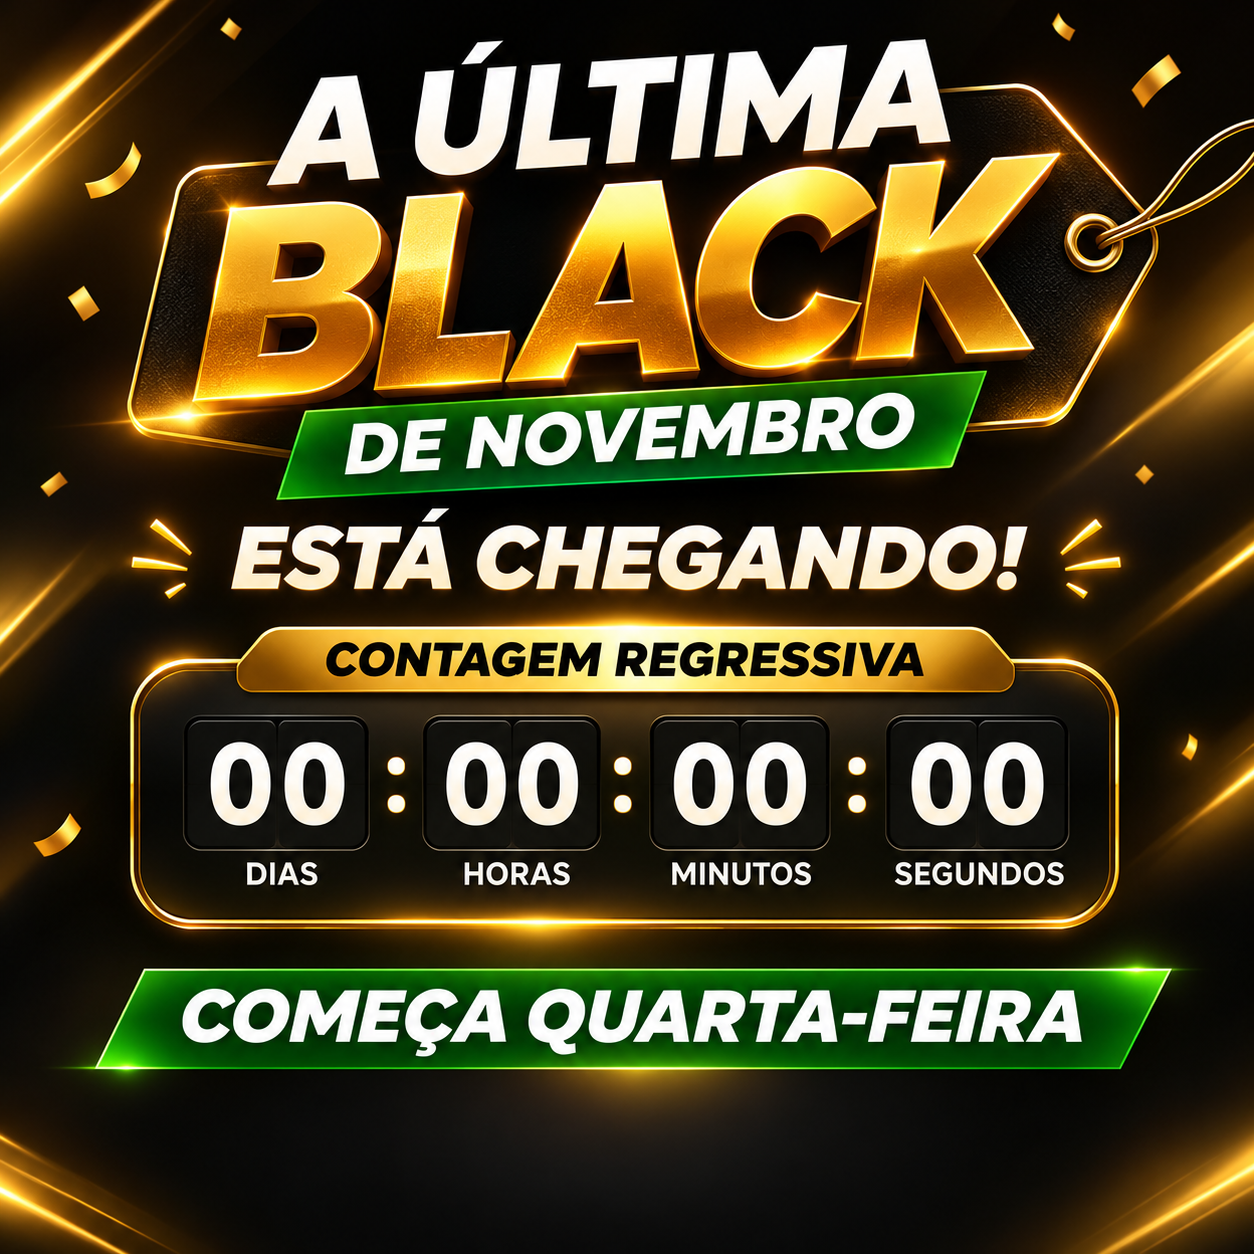 A ÚLTIMA
BLACK
DE NOVEMBRO
ESTÁ CHEGANDO!
CONTAGEM REGRESSIVA
00 : 00 : 00 : 00
DIAS HORAS MINUTOS SEGUNDOS
COMEÇA QUARTA-FEIRA